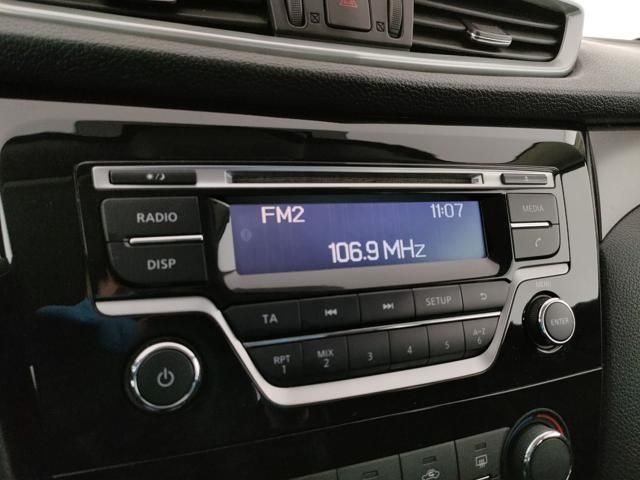 RADIO
DISP
FM2 11:07
106.9 MHz
MEDIA
TA
SETUP
MENU
ENTER
RPT 1
MIX 2
3
4
5
A-Z 6